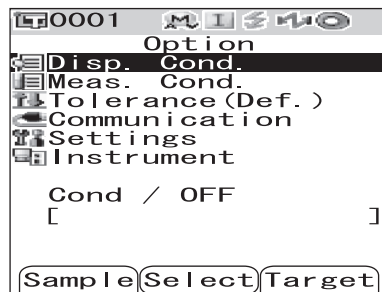 0001 M I
Option
Disp. Cond.
Meas. Cond.
Tolerance(Def.)
Communication
Settings
Instrument
Cond / OFF
[ ]
Sample Select Target